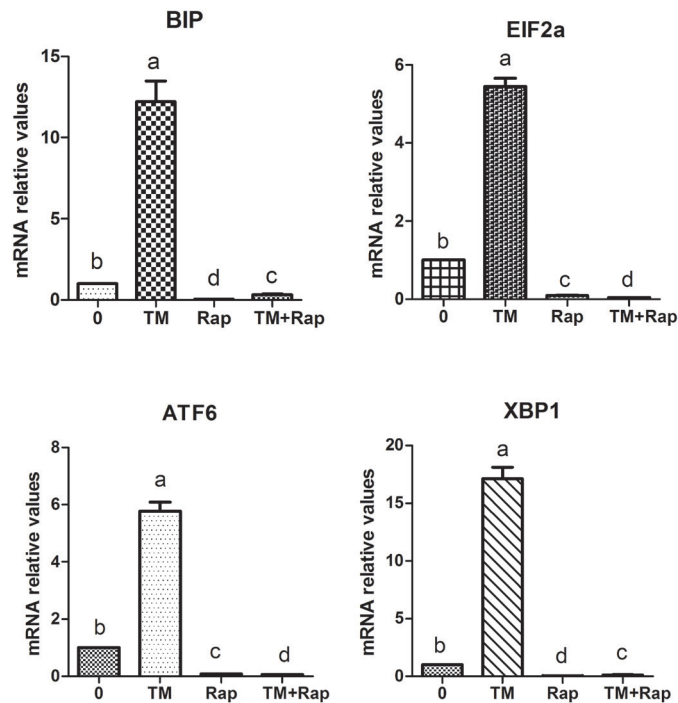 BIP
mRNA relative values
15
10
5
0
b
a
d
c
0 TM Rap TM+Rap
EIF2a
mRNA relative values
6
4
2
0
b
a
c
d
0 TM Rap TM+Rap
ATF6
mRNA relative values
8
6
4
2
0
b
a
c
d
0 TM Rap TM+Rap
XBP1
mRNA relative values
20
15
10
5
0
b
a
d
c
0 TM Rap TM+Rap